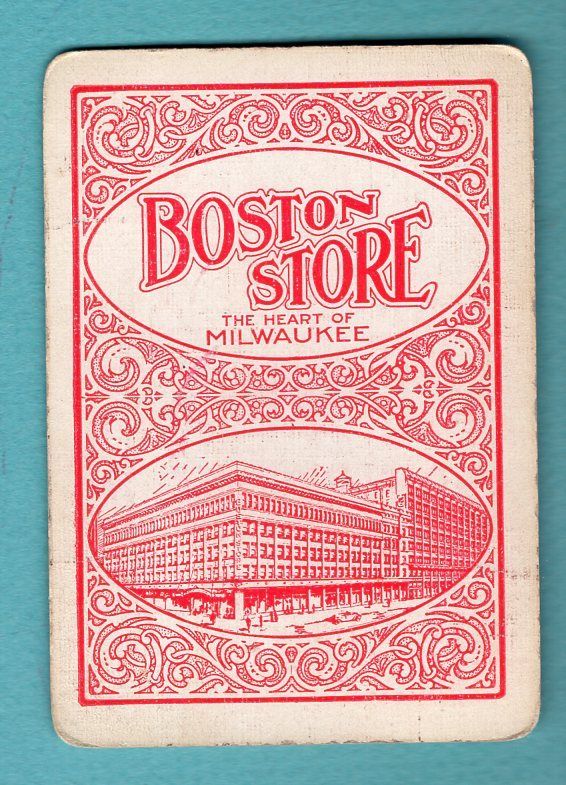 BOSTON
STORE
THE HEART OF
MILWAUKEE